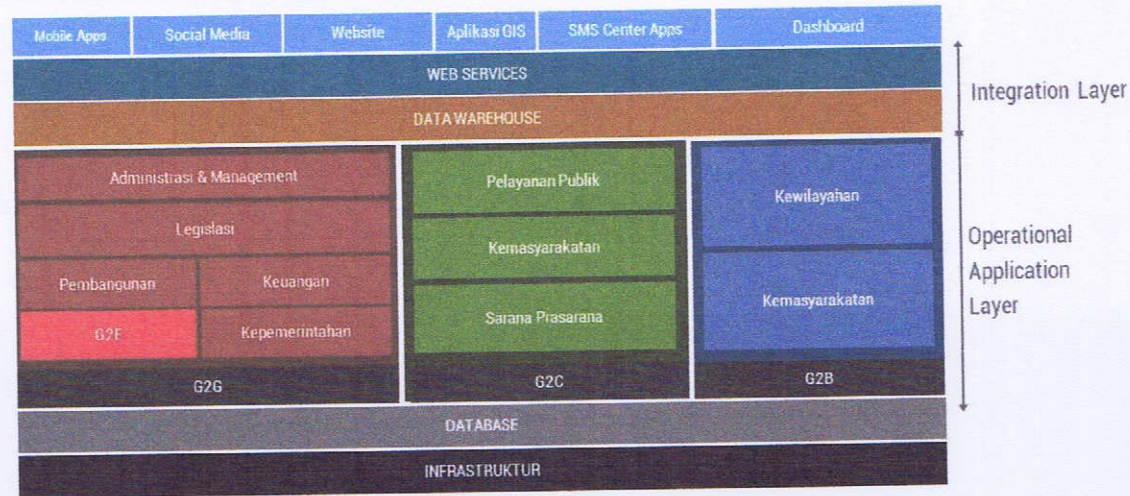 Mobile Apps
Social Media
Website
Aplikasi GIS
SMS Center Apps
Dashboard
WEB SERVICES
DATA WAREHOUSE
Integration Layer
Administrasi & Management
Legislasi
Pembangunan
Keuangan
G2E
Kepemerintahan
G2G
Pelayanan Publik
Kemasyarakatan
Sarana Prasarana
G2C
Kewilayahan
Kemasyarakatan
G2B
Operational
Application
Layer
DATABASE
INFRASTRUKTUR